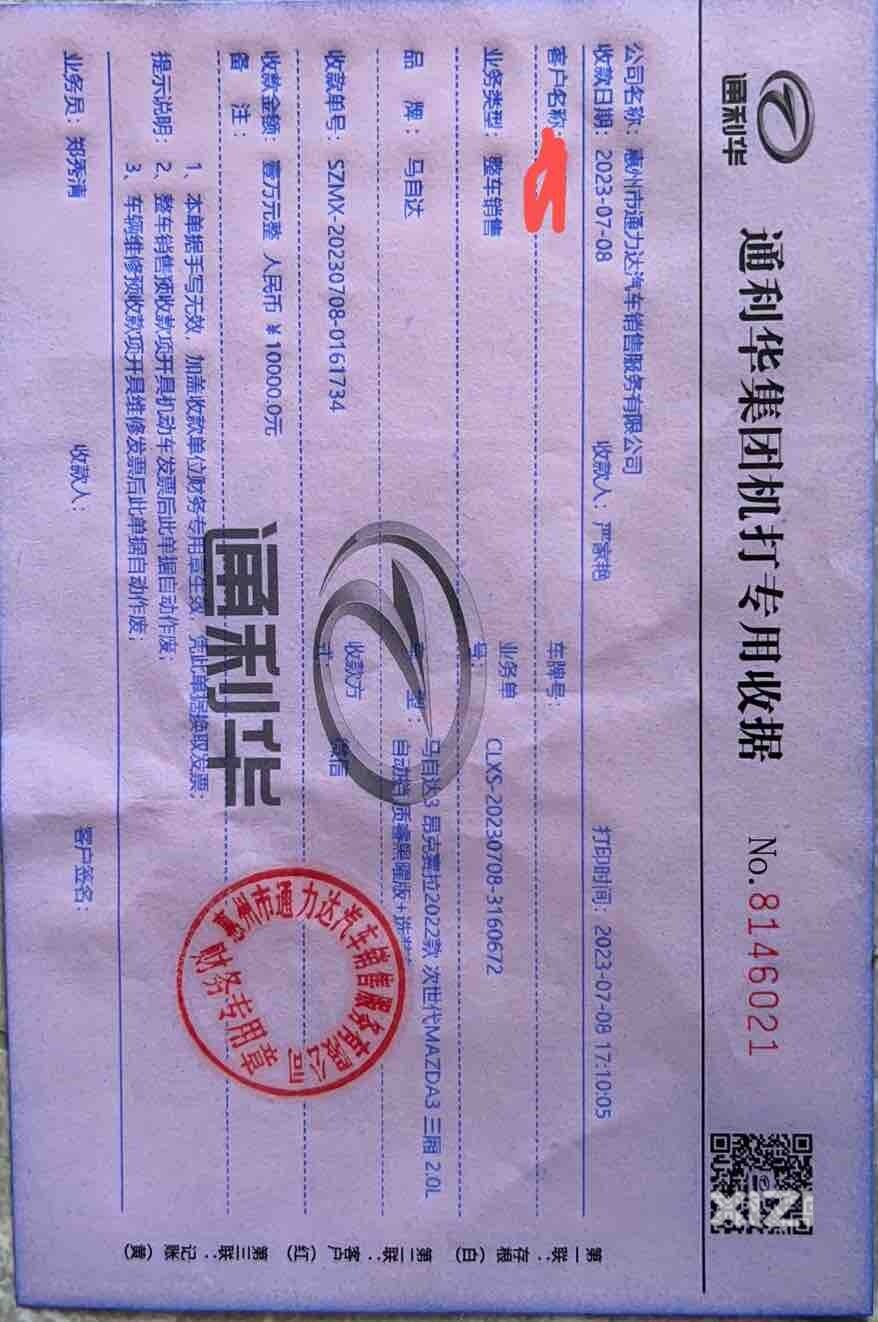 通利华
通利华集团机打专用收据
No.8146021
公司名称：惠州市通力达汽车销售服务有限公司
收款日期：2023-07-08
收款人：严家艳
打印时间：2023-07-08 17:10:05
客户名称：
车牌号：
业务类型：整车销售
业务单号：
CLXS-20230708-3160672
品牌：马自达
型：
马自达3 昂克赛拉2022款 次世代MAZDA3 三厢 2.0L
自动挡 质睿黑曜版+
收款单号：SZMX-20230708-0161734
收款方式
微信
收款金额：壹万元整 人民币￥10000.0元
备注：
提示说明：
1、本单据手写无效，加盖收款单位财务专用章生效，凭此单据换取发票；
2、整车销售预收款项开具机动车发票后此单据自动作废；
3、车辆维修预收款项开具维修发票后此单据自动作废；
业务员：郑秀清
收款人：
客户签名：
第一联：存根（白） 第二联：客户（红） 第三联：记账（黄）
通利华
惠州市通力达汽车销售服务有限公司
财务专用章